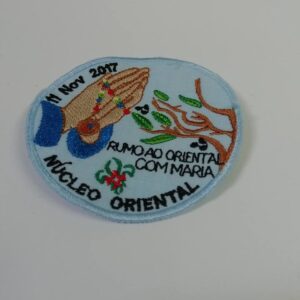 11 Nov 2017
RUMO AO ORIENTAL
COM MARIA
NÚCLEO ORIENTAL